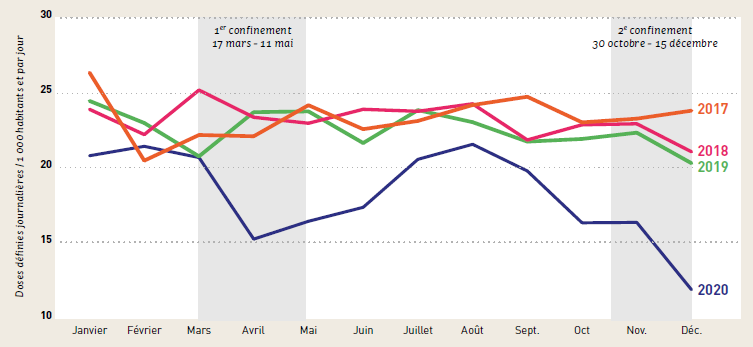 30
25
20
15
10
Doses définies journalières / 1 000 habitants et par jour
1er confinement
17 mars - 11 mai
2e confinement
30 octobre - 15 décembre
2017
2018
2019
2020
Janvier Février Mars Avril Mai Juin Juillet Août Sept. Oct Nov. Déc.